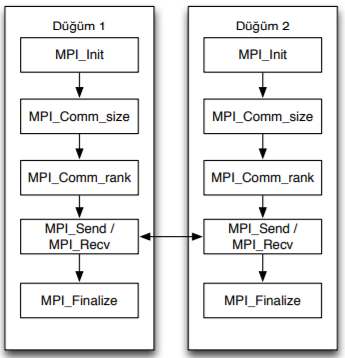 Düğüm 1
MPI_Init
MPI_Comm_size
MPI_Comm_rank
MPI_Send /
MPI_Recv
MPI_Finalize
Düğüm 2
MPI_Init
MPI_Comm_size
MPI_Comm_rank
MPI_Send /
MPI_Recv
MPI_Finalize